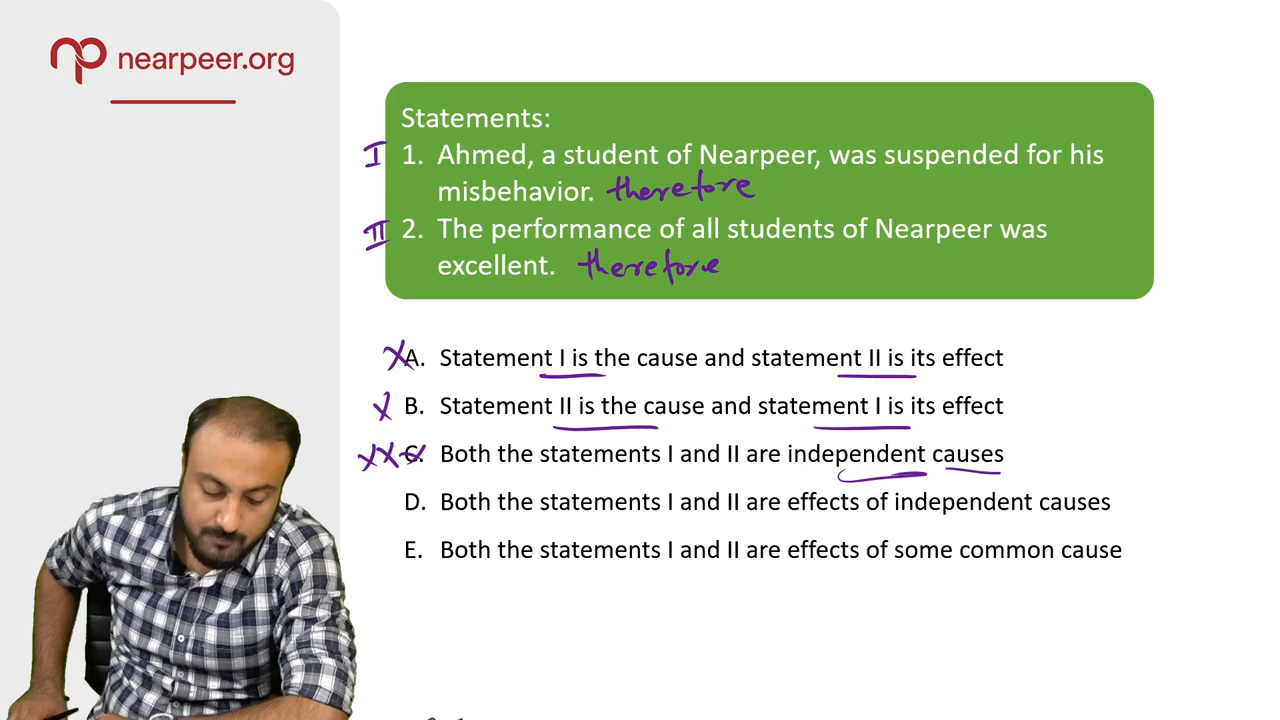 nearpeer.org
Statements:
I 1. Ahmed, a student of Nearpeer, was suspended for his
misbehavior. therefore
II 2. The performance of all students of Nearpeer was
excellent. therefore
A. Statement I is the cause and statement II is its effect
B. Statement II is the cause and statement I is its effect
C. Both the statements I and II are independent causes
D. Both the statements I and II are effects of independent causes
E. Both the statements I and II are effects of some common cause